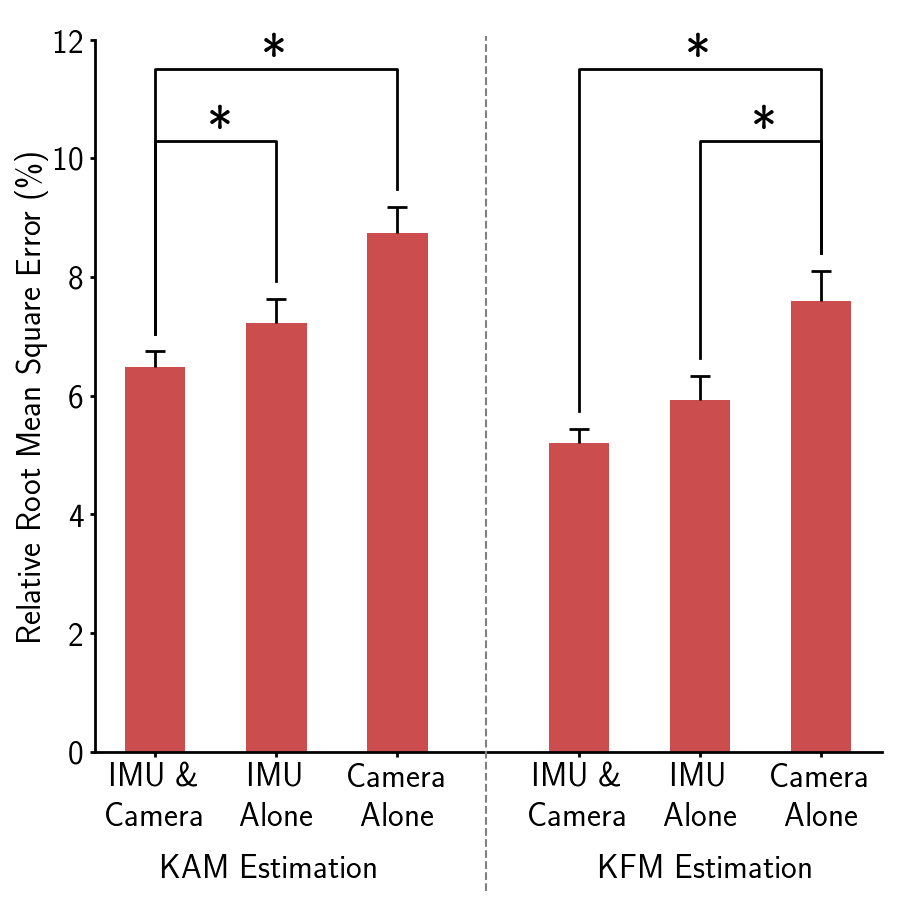 Relative Root Mean Square Error (%)
12
10
8
6
4
2
0
*
*
*
*
IMU &
Camera
IMU
Alone
Camera
Alone
IMU &
Camera
IMU
Alone
Camera
Alone
KAM Estimation
KFM Estimation